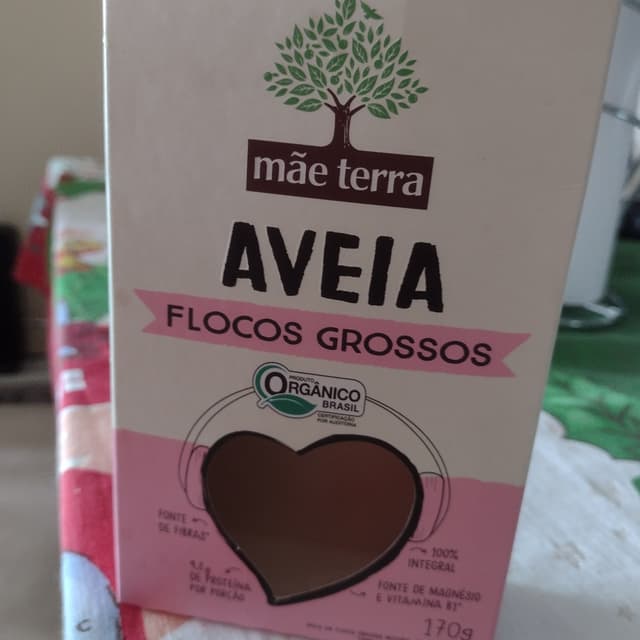 mãe terra
AVEIA
FLOCOS GROSSOS
PRODUTO
ORGÂNICO
BRASIL
CERTIFICAÇÃO
POR AUDITORIA
FONTE
DE FIBRAS*
DE PROTEÍNA
POR PORÇÃO
100%
INTEGRAL
FONTE DE MAGNÉSIO
E VITAMINA B1*
170g